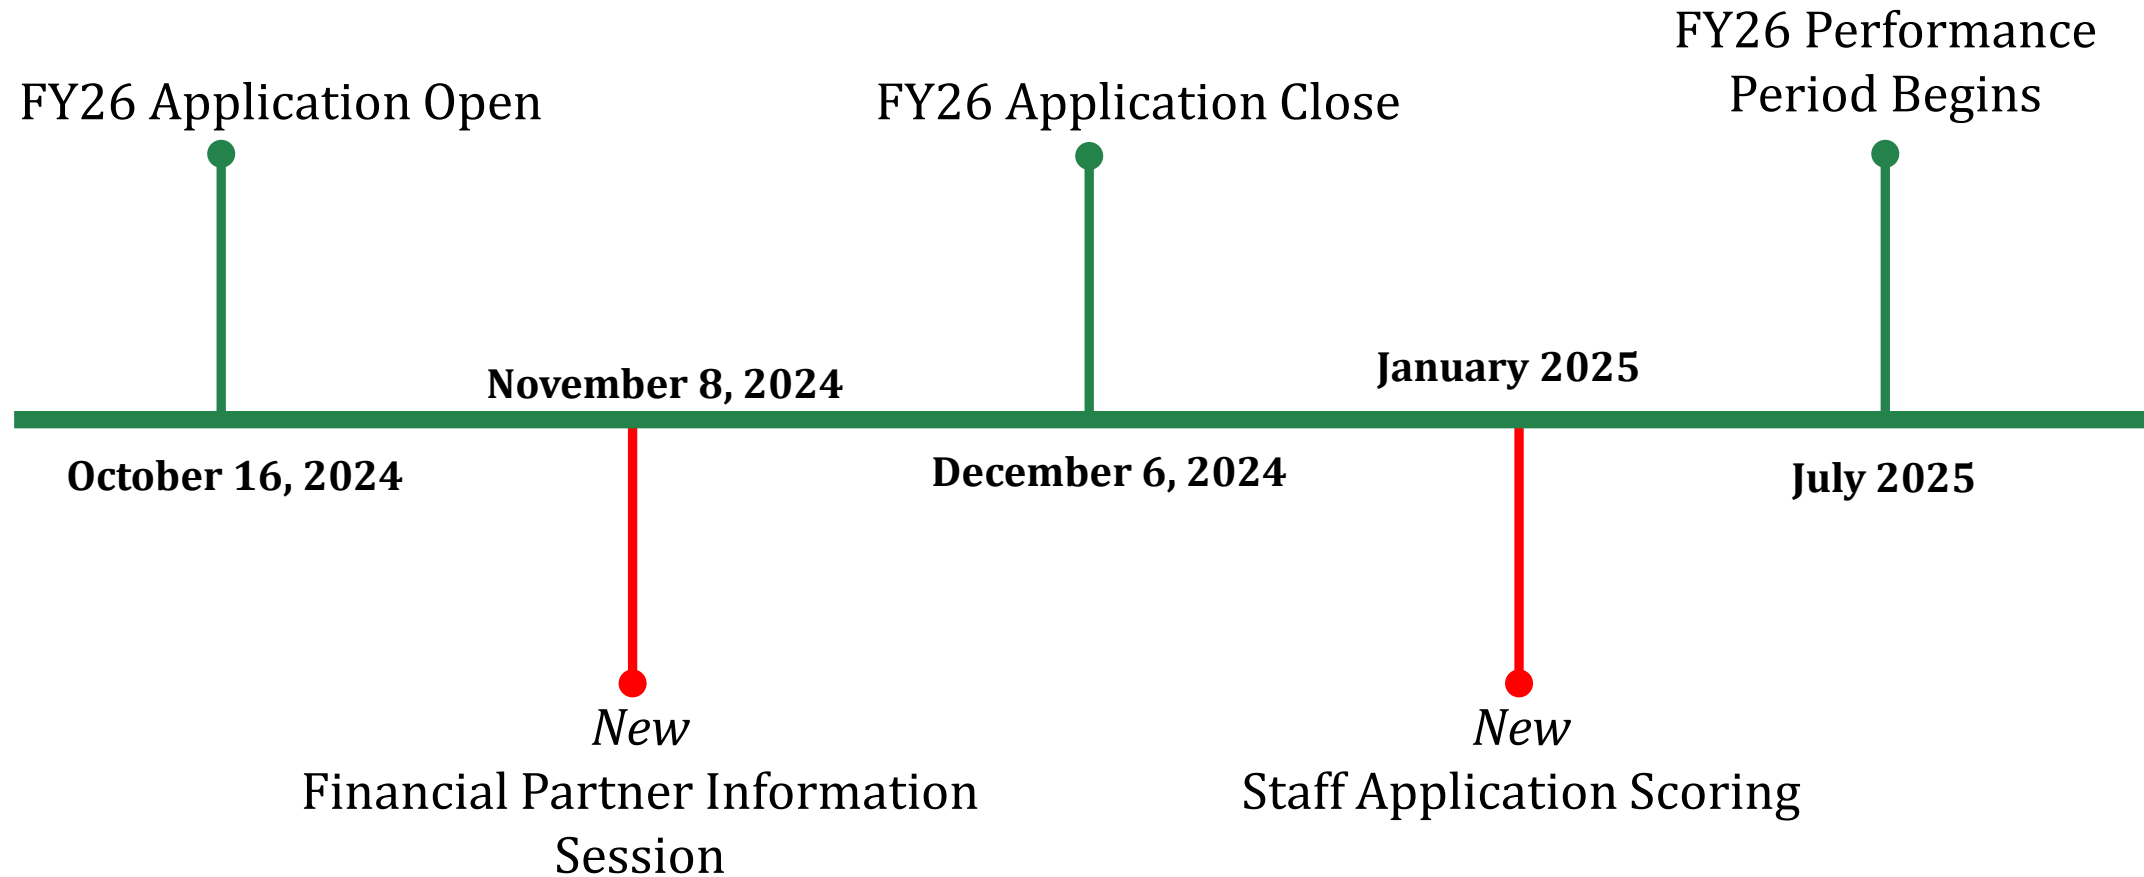 FY26 Application Open
FY26 Application Close
FY26 Performance
Period Begins
November 8, 2024
January 2025
October 16, 2024
December 6, 2024
July 2025
New
Financial Partner Information
Session
New
Staff Application Scoring